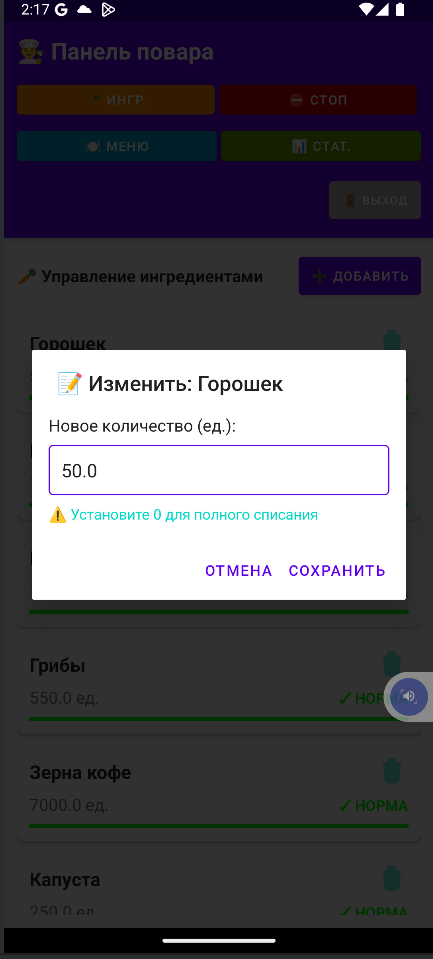 2:17
Панель повара
ИНГР.
СТОП
МЕНЮ
СТАТ.
ВЫХОД
Управление ингредиентами
ДОБАВИТЬ
Горошек
Изменить: Горошек
Новое количество (ед.):
50.0
Установите 0 для полного списания
ОТМЕНА СОХРАНИТЬ
Грибы
550.0 ед.
✓ НОРМА
Зерна кофе
7000.0 ед.
✓ НОРМА
Капуста
250.0 ед.
✓ НОРМА